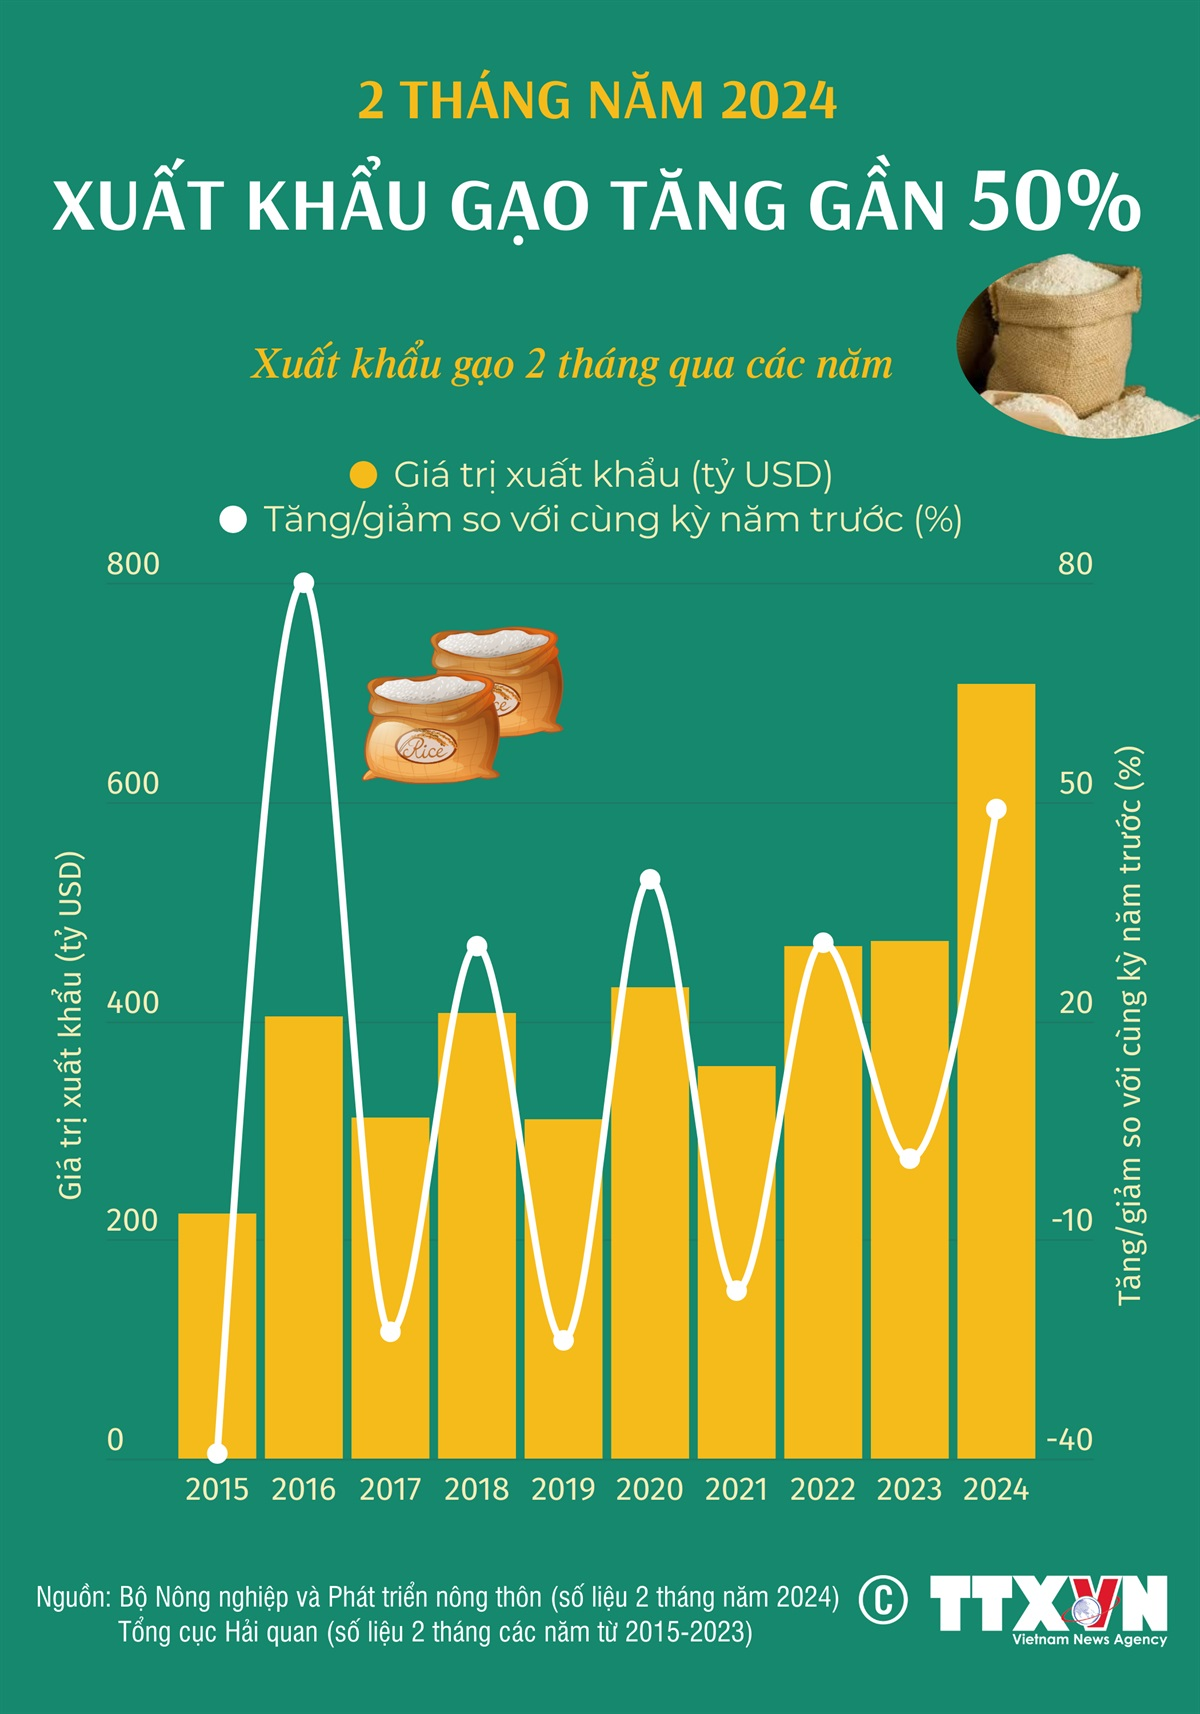 2 THÁNG NĂM 2024
XUẤT KHẨU GẠO TĂNG GẦN 50%
Xuất khẩu gạo 2 tháng qua các năm
Giá trị xuất khẩu (tỷ USD)
Tăng/giảm so với cùng kỳ năm trước (%)
800
80
Rice
600
50
400
20
200
-10
0
-40
Giá trị xuất khẩu (tỷ USD)
Tăng/giảm so với cùng kỳ năm trước (%)
2015 2016 2017 2018 2019 2020 2021 2022 2023 2024
Nguồn: Bộ Nông nghiệp và Phát triển nông thôn (số liệu 2 tháng năm 2024)
Tổng cục Hải quan (số liệu 2 tháng các năm từ 2015-2023)
© TTXVN
Vietnam News Agency